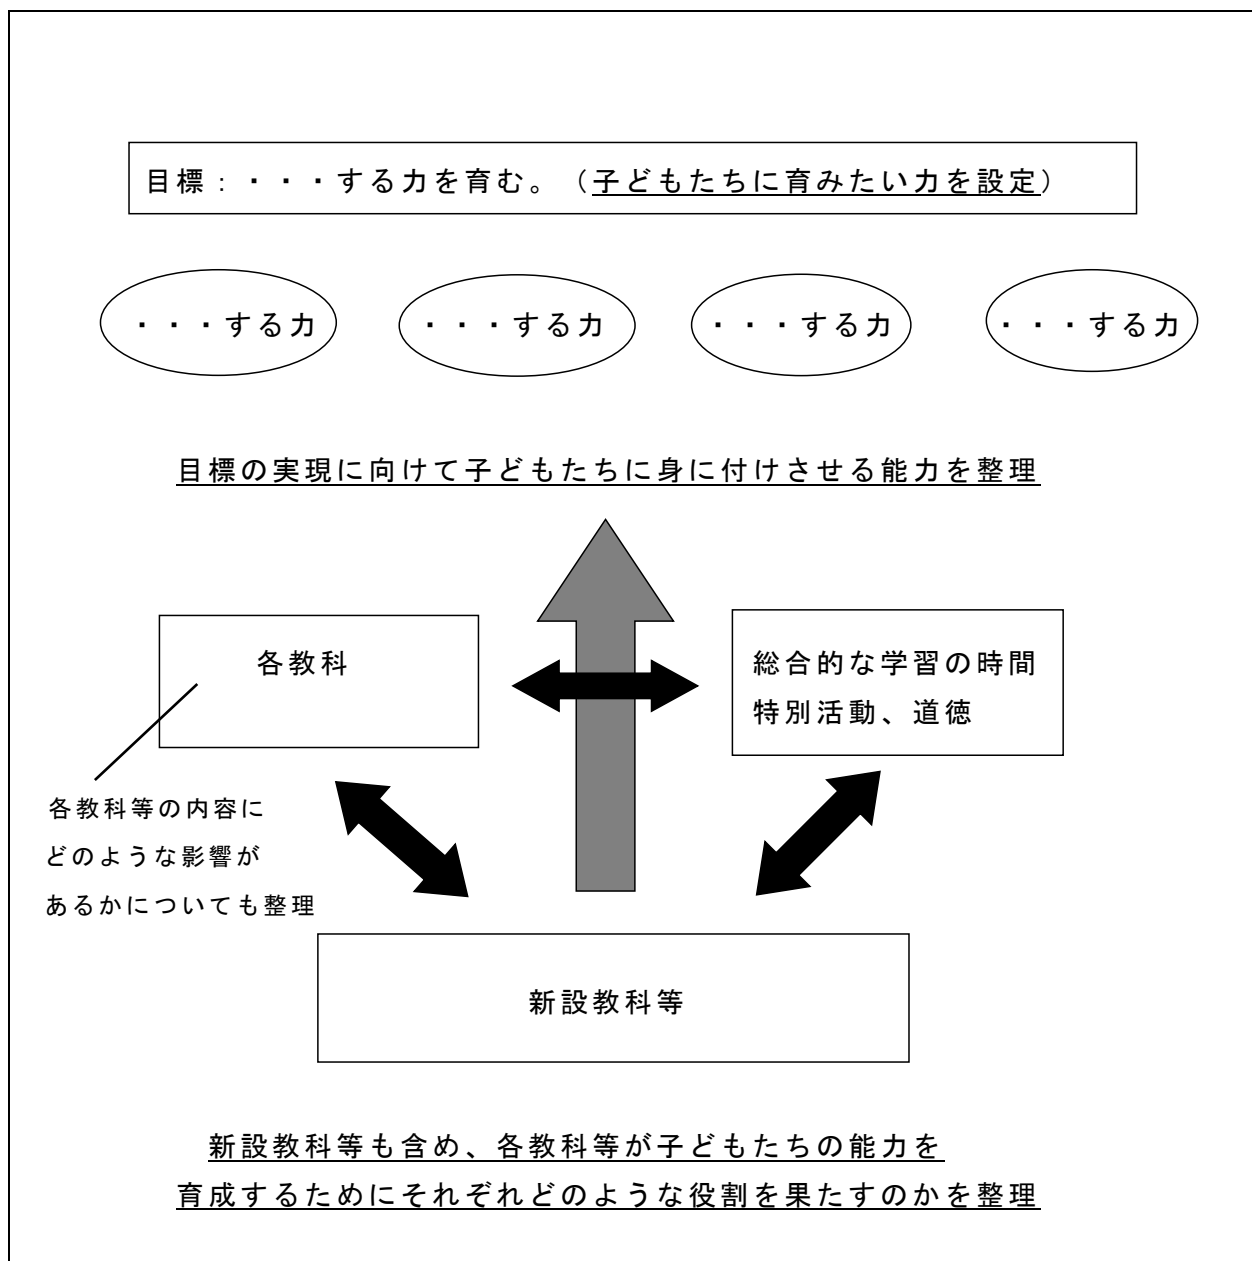 目標：・・・する力を育む。（子どもたちに育みたい力を設定）
・・・する力
・・・する力
・・・する力
・・・する力
目標の実現に向けて子どもたちに身に付けさせる能力を整理
各教科
総合的な学習の時間
特別活動、道徳
各教科等の内容に
どのような影響が
あるかについても整理
新設教科等
新設教科等も含め、各教科等が子どもたちの能力を
育成するためにそれぞれどのような役割を果たすのかを整理